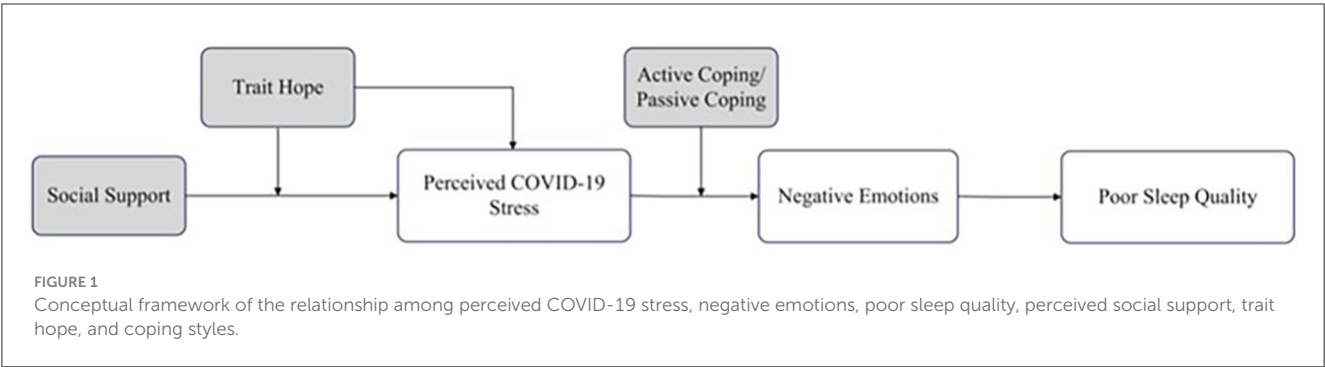 Trait Hope
Active Coping/
Passive Coping
Social Support
Perceived COVID-19
Stress
Negative Emotions
Poor Sleep Quality
FIGURE 1
Conceptual framework of the relationship among perceived COVID-19 stress, negative emotions, poor sleep quality, perceived social support, trait
hope, and coping styles.